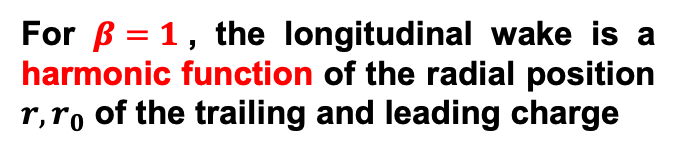 For β = 1, the longitudinal wake is a
harmonic function of the radial position
r, r₀ of the trailing and leading charge